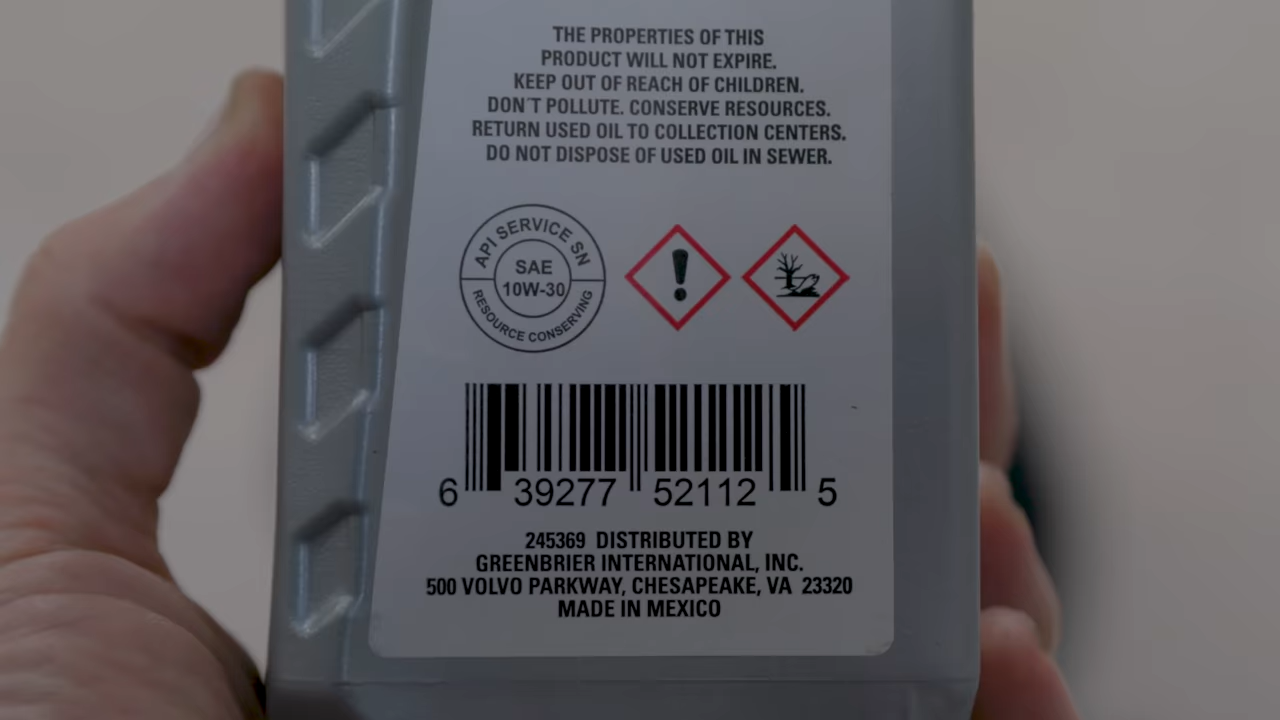 THE PROPERTIES OF THIS
PRODUCT WILL NOT EXPIRE.
KEEP OUT OF REACH OF CHILDREN.
DON'T POLLUTE. CONSERVE RESOURCES.
RETURN USED OIL TO COLLECTION CENTERS.
DO NOT DISPOSE OF USED OIL IN SEWER.
API SERVICE SN
SAE
10W-30
RESOURCE CONSERVING
6 39277 52112 5
245369 DISTRIBUTED BY
GREENBRIER INTERNATIONAL, INC.
500 VOLVO PARKWAY, CHESAPEAKE, VA 23320
MADE IN MEXICO